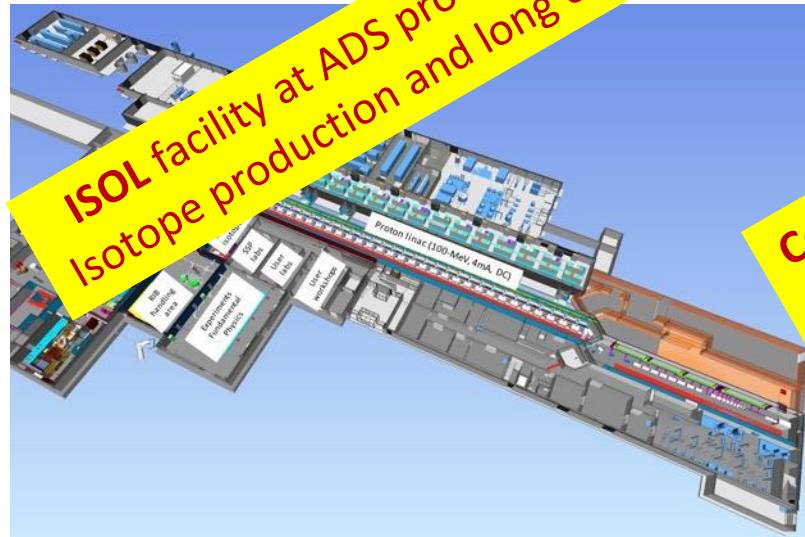 ISOL facility at ADS pro
Isotope production and long
Proton linac (100-MeV, 4mA, DC)
SSP
labs
User
labs
User
workshops
RIB
handling
area
Experiments
Fundamental
Physics